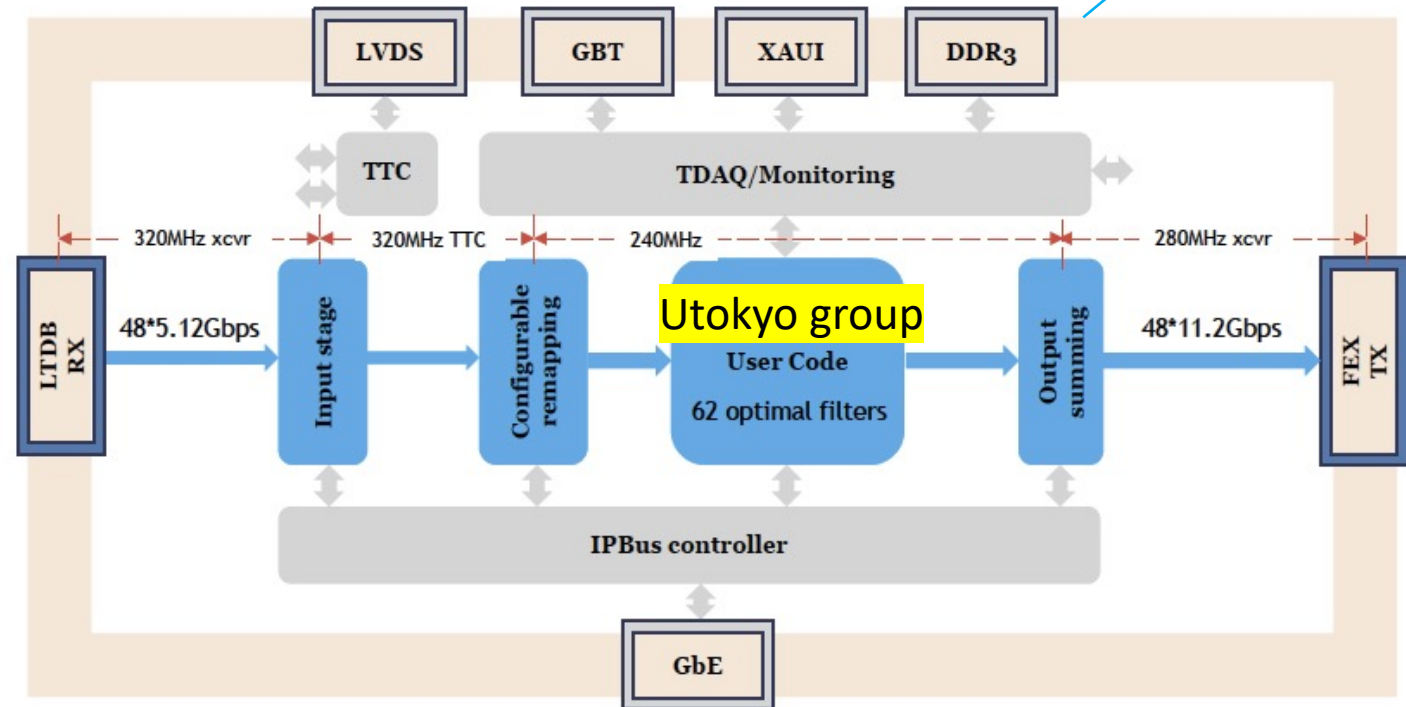 LVDS
GBT
XAUI
DDR3
TTC
TDAQ/Monitoring
320MHz xcvr
320MHz TTC
240MHz
280MHz xcvr
LTDB
RX
48*5.12Gbps
Input stage
Configurable
remapping
Utokyo group
User Code
62 optimal filters
Output
summing
48*11.2Gbps
FEX
TX
IPBus controller
GbE